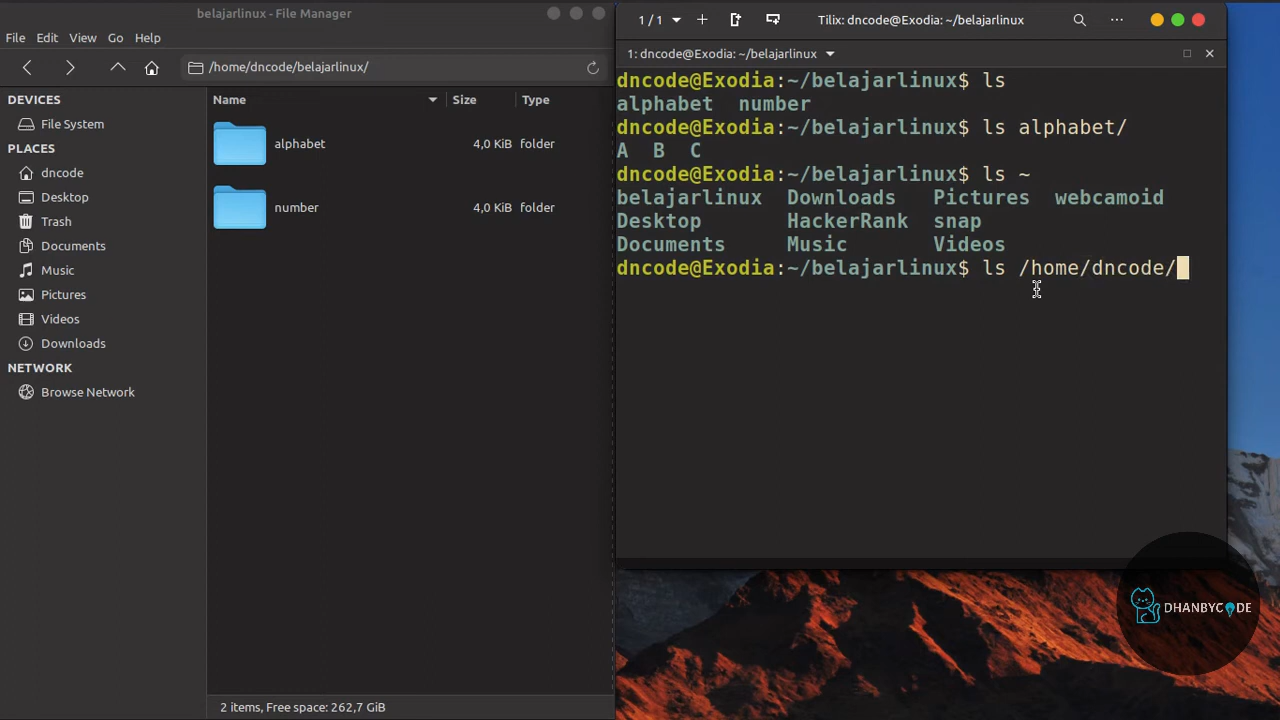 belajarlinux - File Manager
File Edit View Go Help
/home/dncode/belajarlinux/
DEVICES
File System
PLACES
dncode
Desktop
Trash
Documents
Music
Pictures
Videos
Downloads
NETWORK
Browse Network
Name Size Type
alphabet 4,0 KiB folder
number 4,0 KiB folder
2 items, Free space: 262,7 GiB
1 / 1 Tilix: dncode@Exodia: ~/belajarlinux
1: dncode@Exodia: ~/belajarlinux
dncode@Exodia:~/belajarlinux$ ls
alphabet number
dncode@Exodia:~/belajarlinux$ ls alphabet/
A B C
dncode@Exodia:~/belajarlinux$ ls ~
belajarlinux Downloads Pictures webcamoid
Desktop HackerRank snap
Documents Music Videos
dncode@Exodia:~/belajarlinux$ ls /home/dncode/
DHANBYCODE